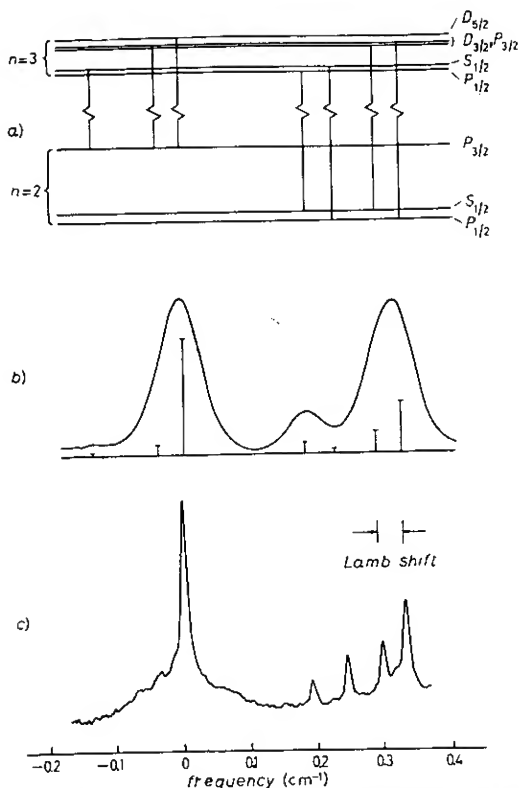 D5/2
D3/2, P3/2
n=3
S1/2
P1/2
a)
P3/2
n=2
S1/2
P1/2
b)
Lamb shift
c)
-0.2 -0.1 0 0.1 0.2 0.3 0.4
frequency (cm⁻¹)